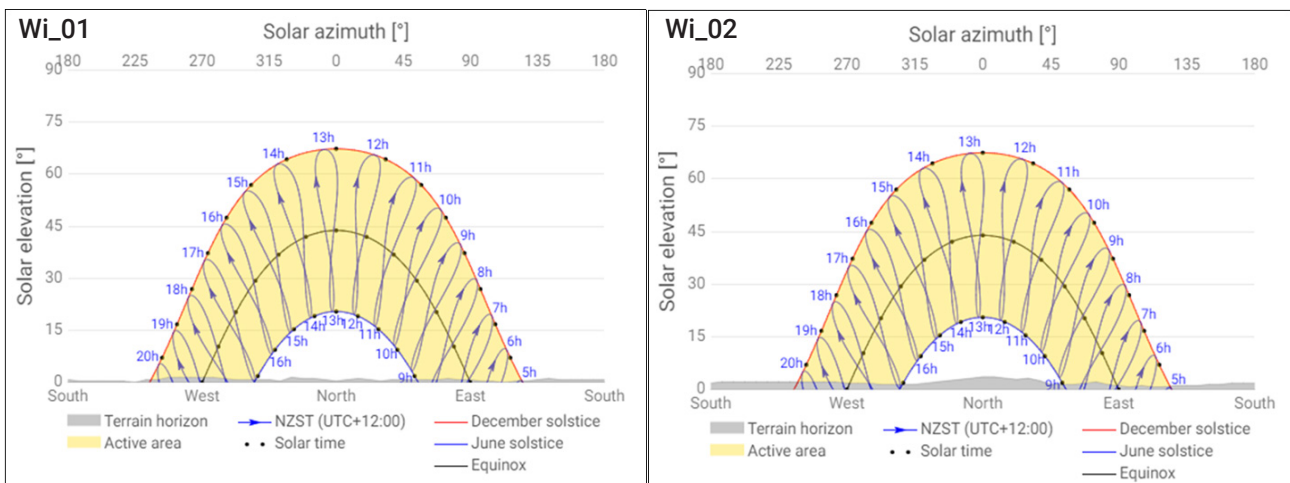 Wi_01
Solar azimuth [°]
180 225 270 315 0 45 90 135 180
90
75
60
45
30
15
0
Solar elevation [°]
13h
14h 12h
15h 11h
16h 10h
17h 9h
18h 8h
19h 7h
20h 6h
5h
14h 13h 12h
15h 11h
16h 10h
9h
South West North East South
Terrain horizon NZST (UTC+12:00) December solstice
Active area Solar time June solstice
Equinox
Wi_02
Solar azimuth [°]
180 225 270 315 0 45 90 135 180
90
75
60
45
30
15
0
Solar elevation [°]
13h
14h 12h
15h 11h
16h 10h
17h 9h
18h 8h
19h 7h
20h 6h
5h
14h 13h 12h
15h 11h
16h 10h
9h
South West North East South
Terrain horizon NZST (UTC+12:00) December solstice
Active area Solar time June solstice
Equinox